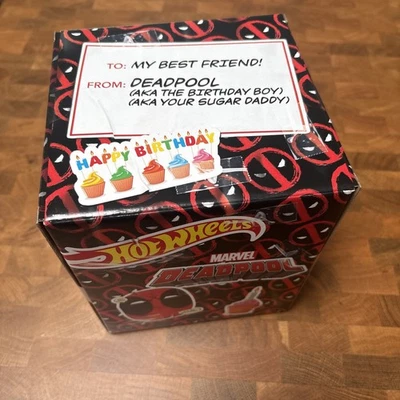 TO: MY BEST FRIEND!
FROM: DEADPOOL
(AKA THE BIRTHDAY BOY)
(AKA YOUR SUGAR DADDY)
HAPPY BIRTHDAY
HOT WHEELS
MARVEL
DEADPOOL